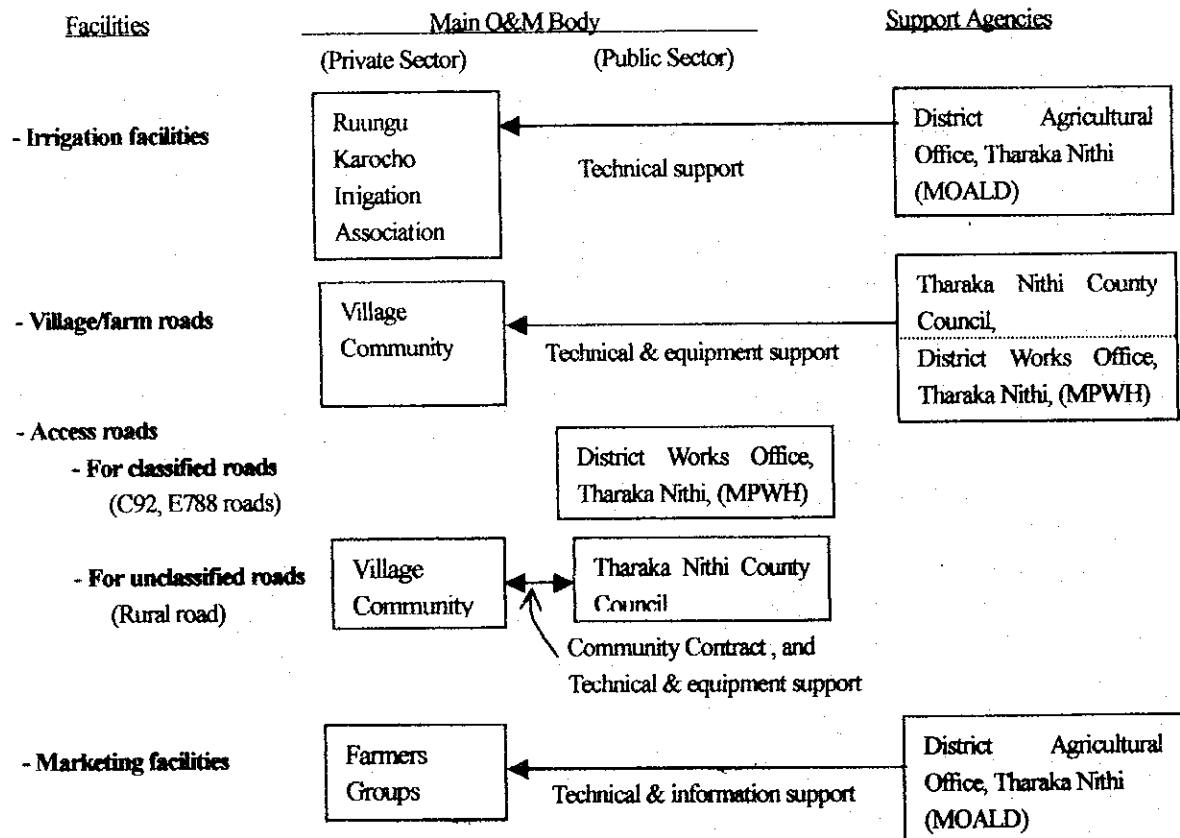 Facilities Main O&M Body Support Agencies
(Private Sector) (Public Sector)
- Irrigation facilities
Ruungu
Karocho
Irrigation
Association
Technical support
District Agricultural
Office, Tharaka Nithi
(MOALD)
- Village/farm roads
Village
Community
Technical & equipment support
Tharaka Nithi County
Council,
District Works Office,
Tharaka Nithi, (MPWH)
- Access roads
- For classified roads
(C92, E788 roads)
District Works Office,
Tharaka Nithi, (MPWH)
- For unclassified roads
(Rural road)
Village
Community
Tharaka Nithi County
Council
Community Contract , and
Technical & equipment support
- Marketing facilities
Farmers
Groups
Technical & information support
District Agricultural
Office, Tharaka Nithi
(MOALD)